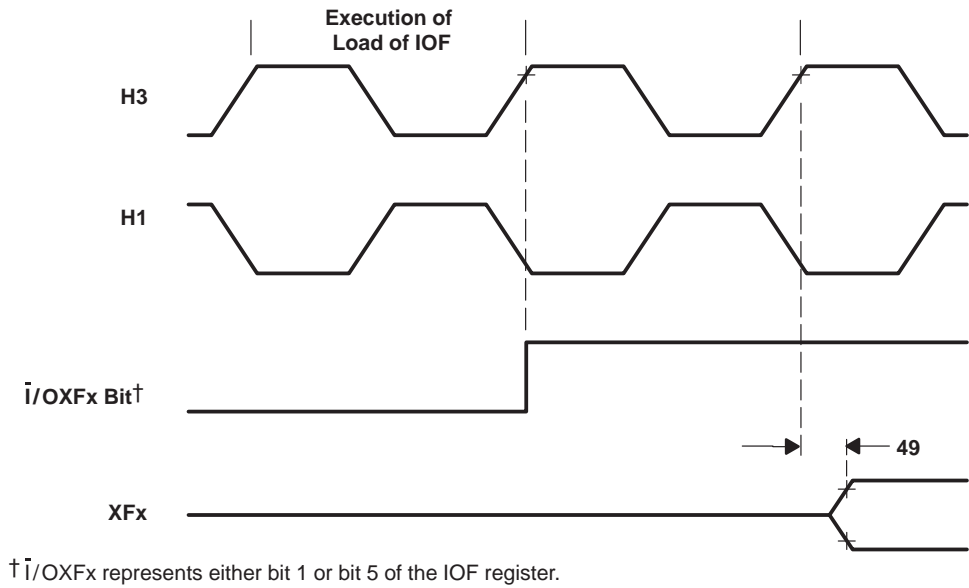 Execution of
Load of IOF
H3
H1
Ī/OXFx Bit†
49
XFx
† Ī/OXFx represents either bit 1 or bit 5 of the IOF register.